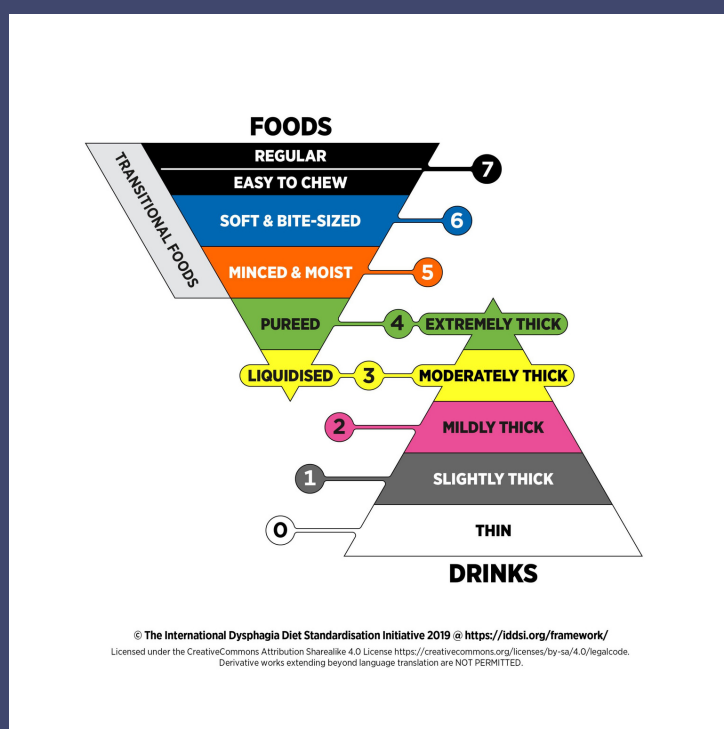 FOODS
REGULAR
EASY TO CHEW
TRANSITIONAL FOODS
SOFT & BITE-SIZED
MINCED & MOIST
PUREED
LIQUIDISED
7
6
5
4
EXTREMELY THICK
3
MODERATELY THICK
2
MILDLY THICK
1
SLIGHTLY THICK
0
THIN
DRINKS
© The International Dysphagia Diet Standardisation Initiative 2019 @ https://iddsi.org/framework/
Licensed under the CreativeCommons Attribution Sharealike 4.0 License https://creativecommons.org/licenses/by-sa/4.0/legalcode.
Derivative works extending beyond language translation are NOT PERMITTED.